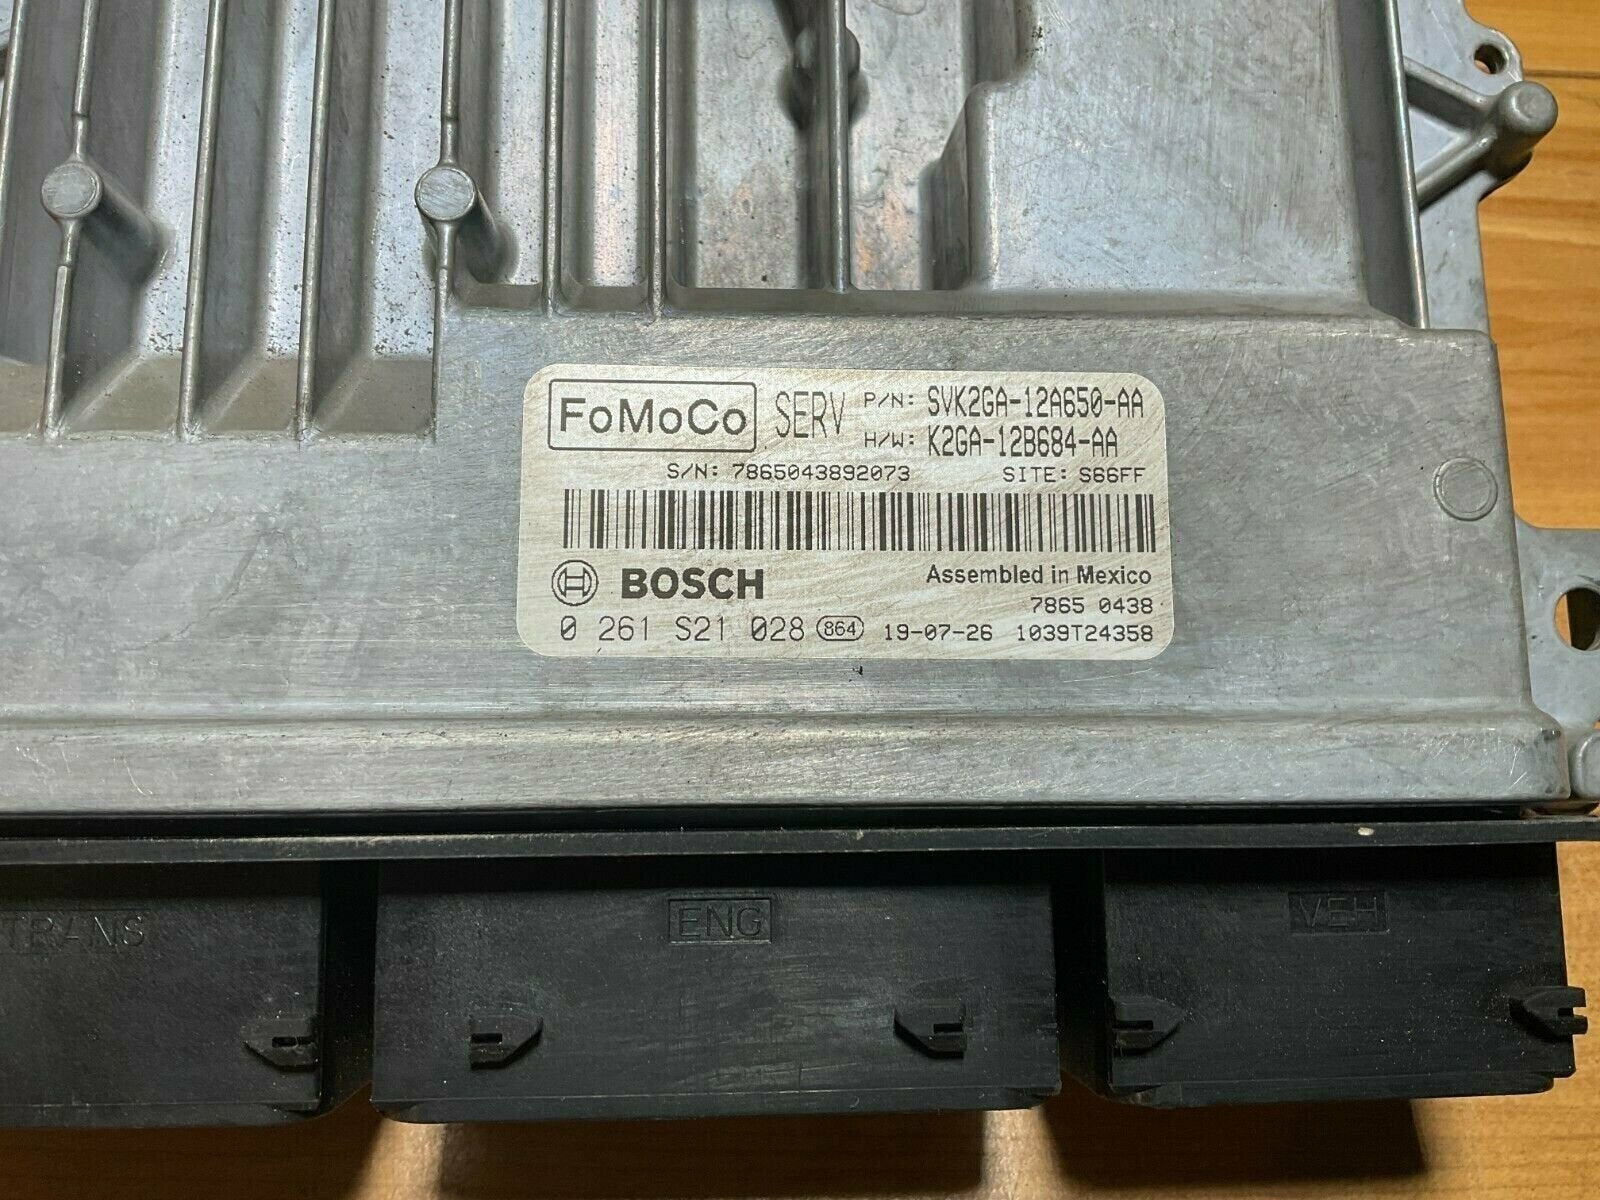 FoMoCo SERV P/N: SVK2GA-12A650-AA
H/W: K2GA-12B684-AA
S/N: 7865043892073 SITE: S66FF
BOSCH Assembled in Mexico
7865 0438
0 261 S21 028 864 19-07-26 1039T24358
TRANS ENG VEH